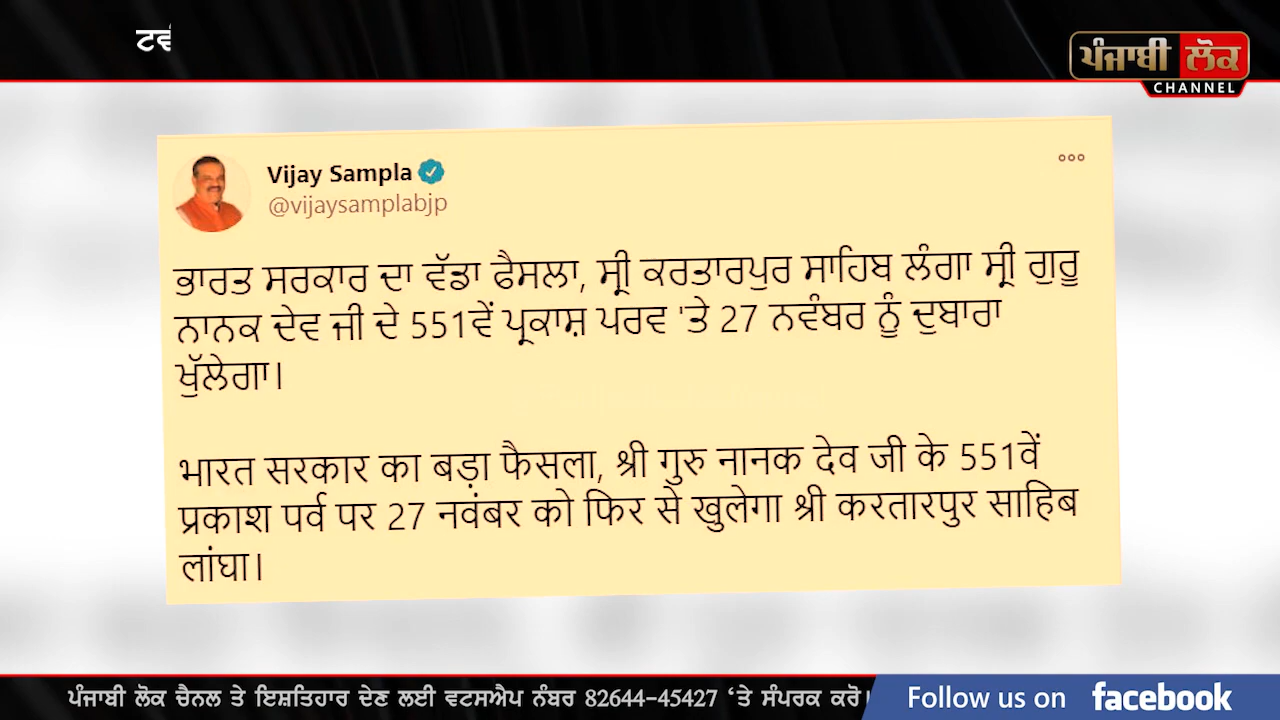 ਪੰਜਾਬੀ ਲੋਕ
CHANNEL
Vijay Sampla
@vijaysamplabjp
ਭਾਰਤ ਸਰਕਾਰ ਦਾ ਵੱਡਾ ਫੈਸਲਾ, ਸ੍ਰੀ ਕਰਤਾਰਪੁਰ ਸਾਹਿਬ ਲੰਗਾ ਸ੍ਰੀ ਗੁਰੂ
ਨਾਨਕ ਦੇਵ ਜੀ ਦੇ 551ਵੇਂ ਪ੍ਰਕਾਸ਼ ਪਰਵ 'ਤੇ 27 ਨਵੰਬਰ ਨੂੰ ਦੁਬਾਰਾ
ਖੁੱਲੇਗਾ।
भारत सरकार का बड़ा फैसला, श्री गुरु नानक देव जी के 551वें
प्रकाश पर्व पर 27 नवंबर को फिर से खुलेगा श्री करतारपुर साहिब
लांघा।
ਪੰਜਾਬੀ ਲੋਕ ਚੈਨਲ ਤੇ ਇਸ਼ਤਿਹਾਰ ਦੇਣ ਲਈ ਵਟਸਐਪ ਨੰਬਰ 82644-45427 ‘ਤੇ ਸੰਪਰਕ ਕਰੋ।
Follow us on facebook